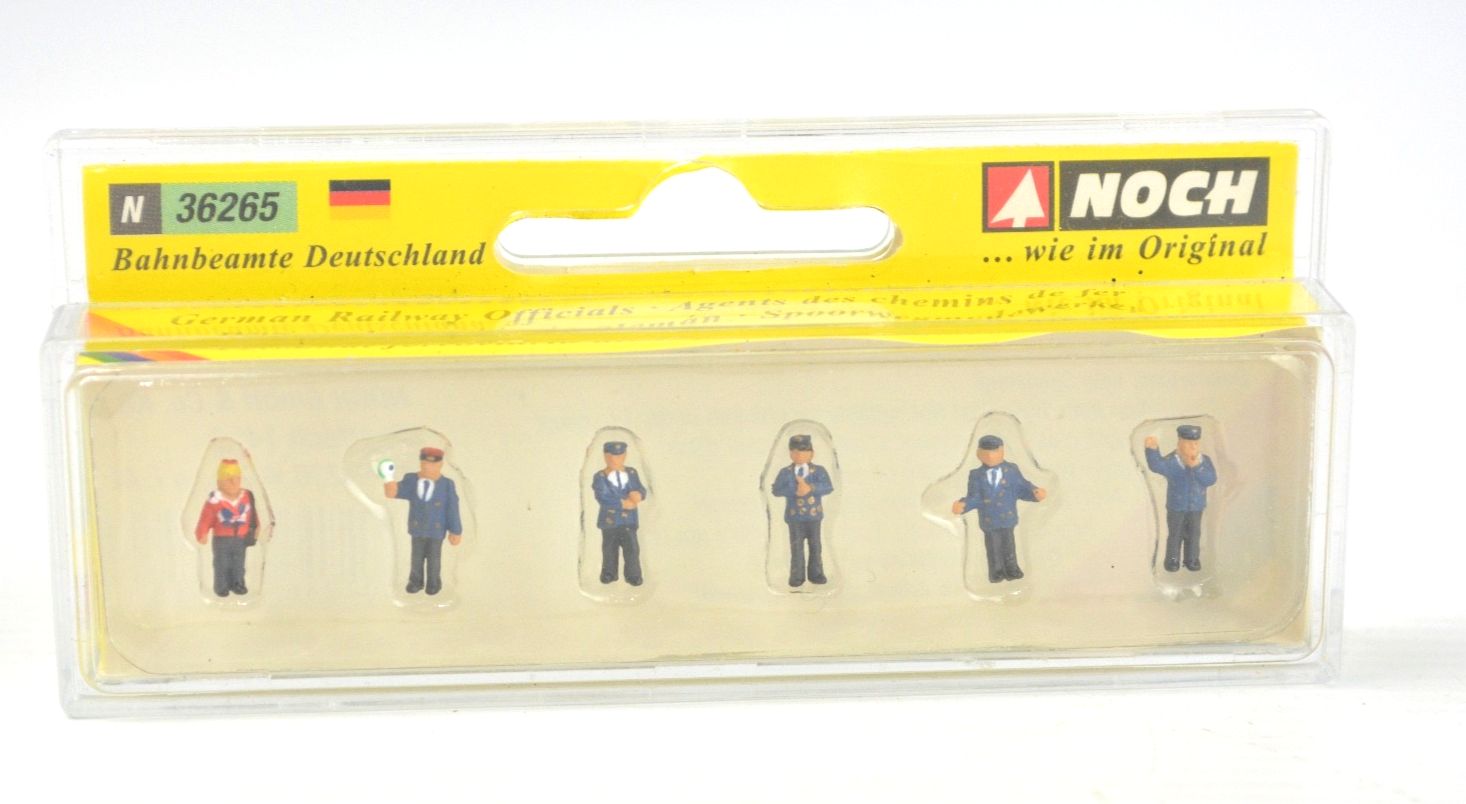 N 36265
NOCH
Bahnbeamte Deutschland
... wie im Original
German Railway Officials - Agents des chemins de fer